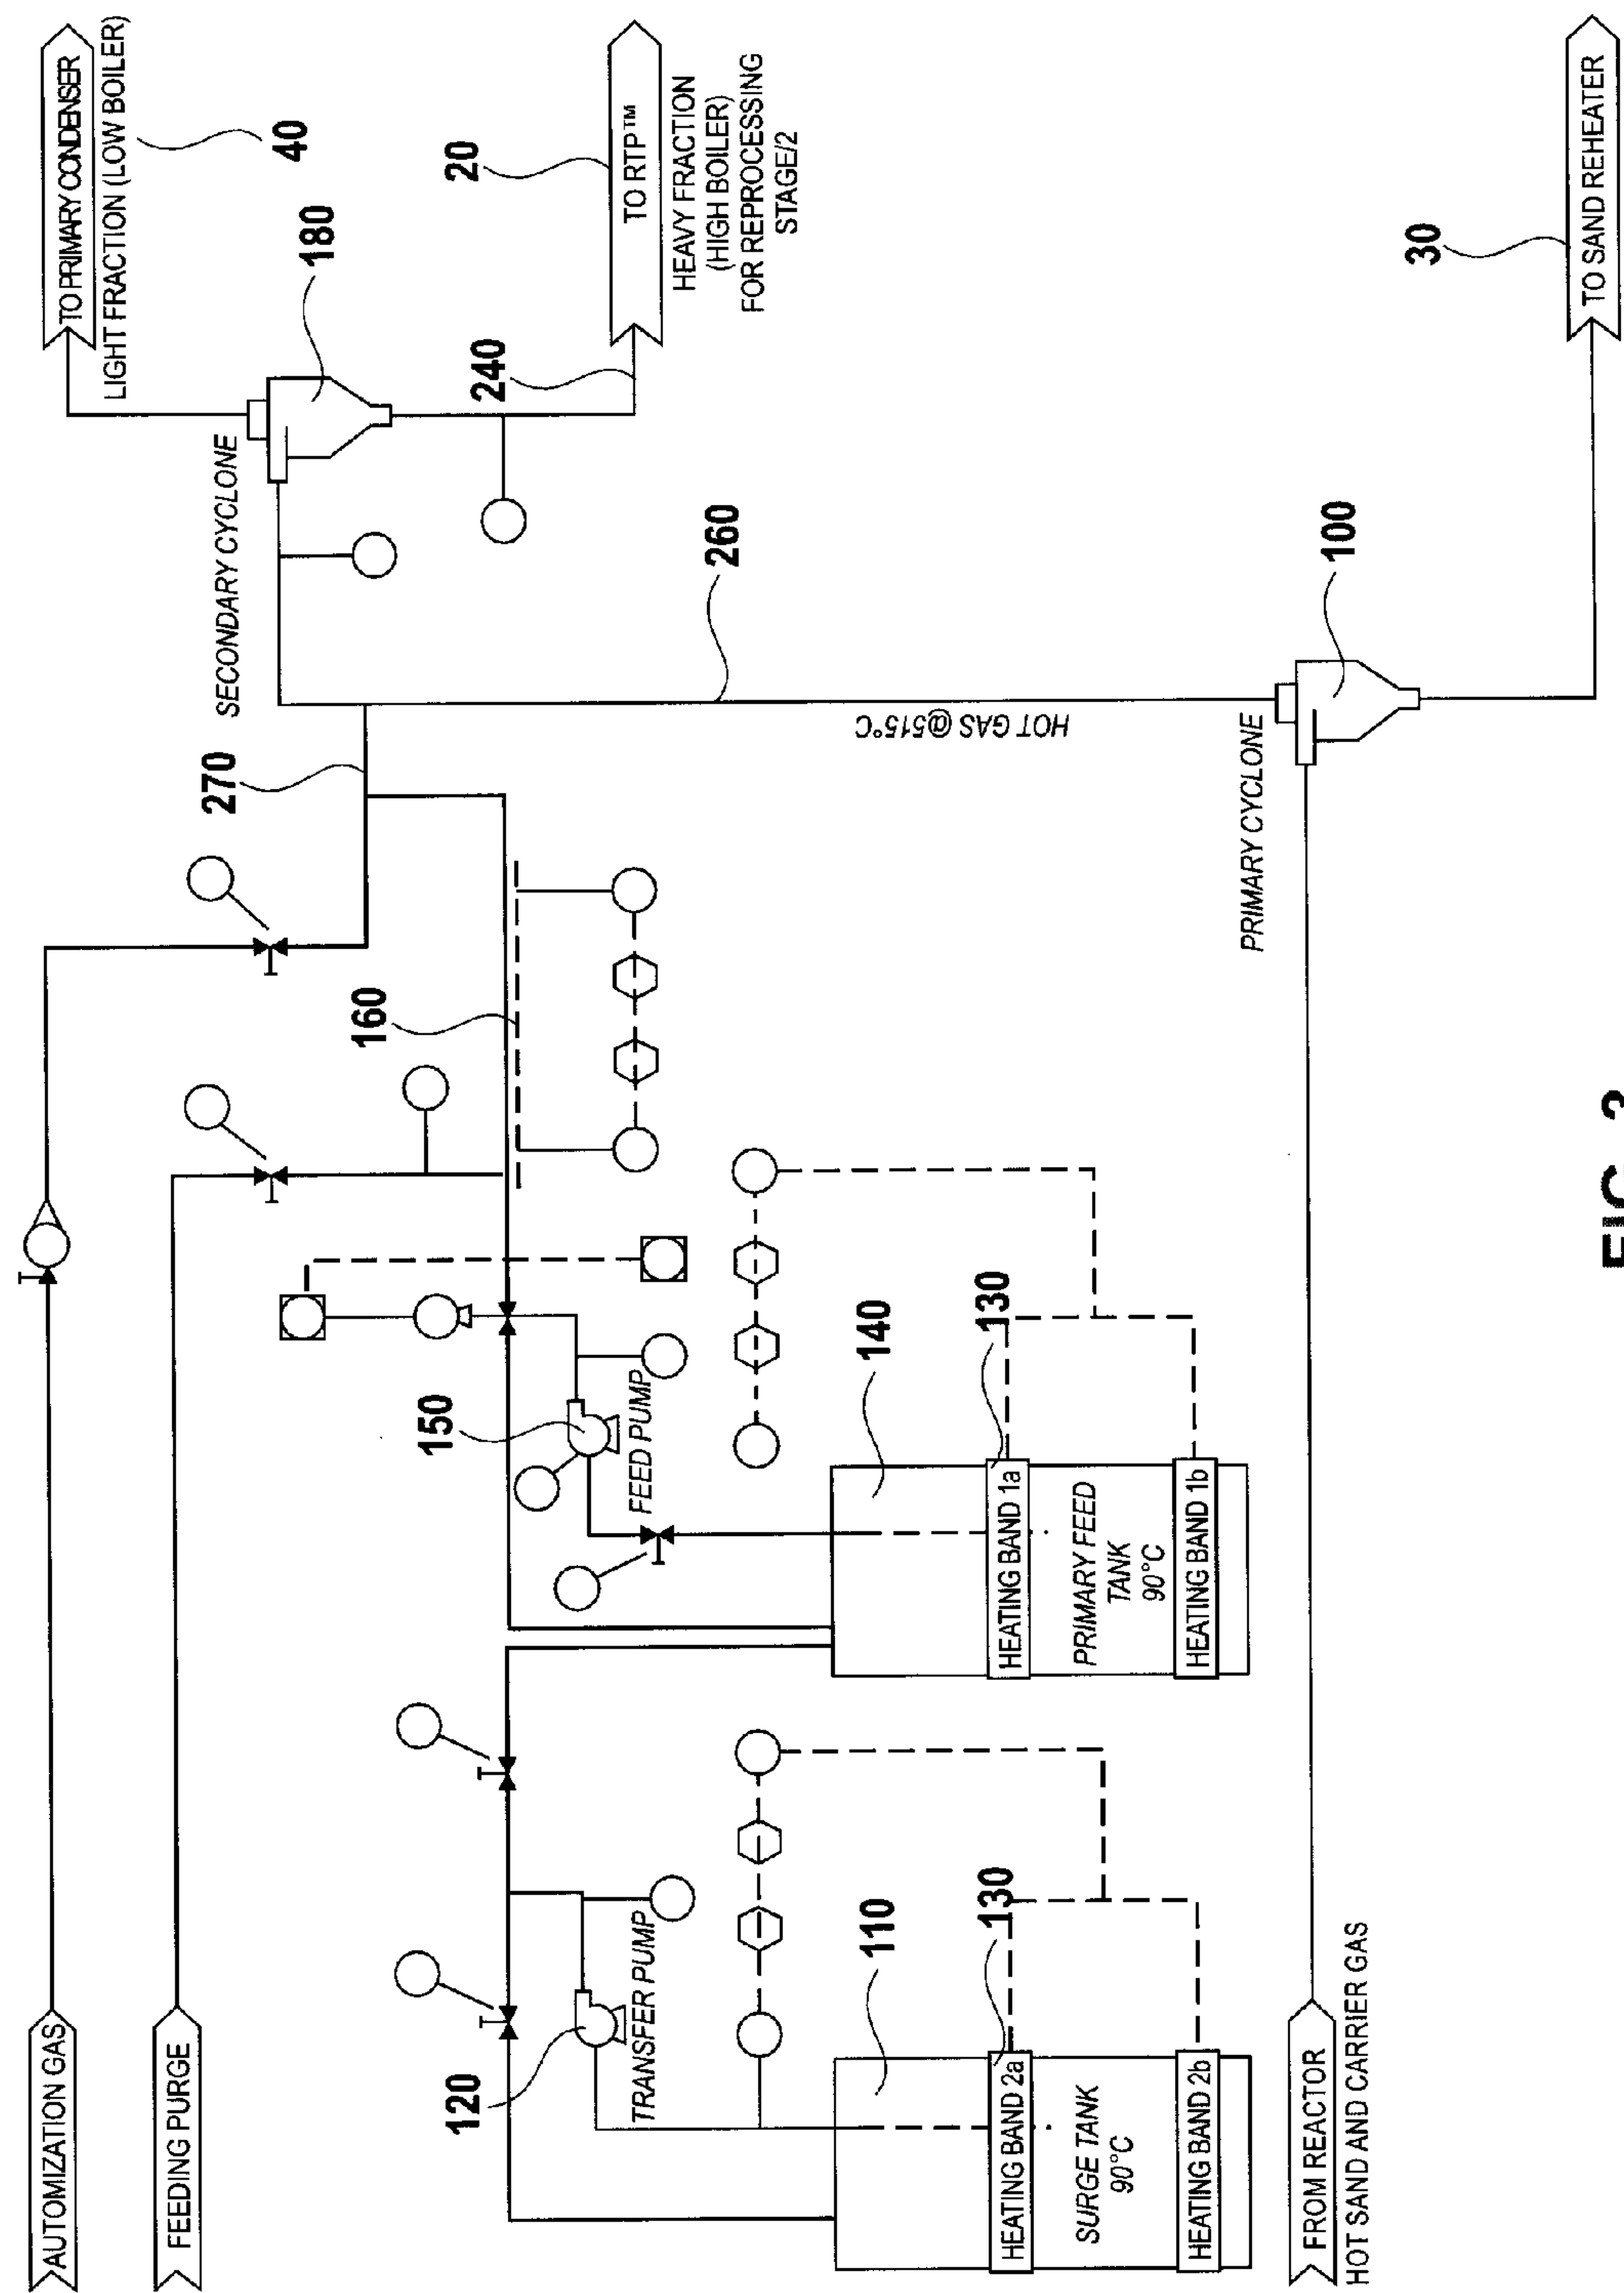 AUTOMIZATION GAS
TO PRIMARY CONDENSER
LIGHT FRACTION (LOW BOILER)
40
FEEDING PURGE
SECONDARY CYCLONE
180
270
20
TO RTP™
HEAVY FRACTION
(HIGH BOILER)
FOR REPROCESSING
STAGE/2
240
160
150
FEED PUMP
120
TRANSFER PUMP
260
HOT GAS @515°C
110
130
HEATING BAND 2a
SURGE TANK
90°C
HEATING BAND 2b
140
130
HEATING BAND 1a
PRIMARY FEED
TANK
90°C
HEATING BAND 1b
PRIMARY CYCLONE
100
30
FROM REACTOR
HOT SAND AND CARRIER GAS
TO SAND REHEATER